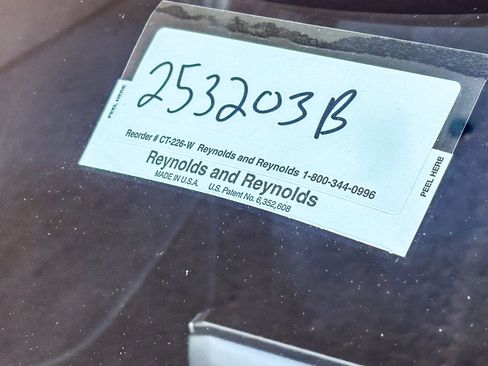 253203B
PEEL HERE
Reorder # CT-226-W Reynolds and Reynolds 1-800-344-0996
Reynolds and Reynolds
MADE IN U.S.A. U.S. Patent No. 6,352,608
PEEL HERE